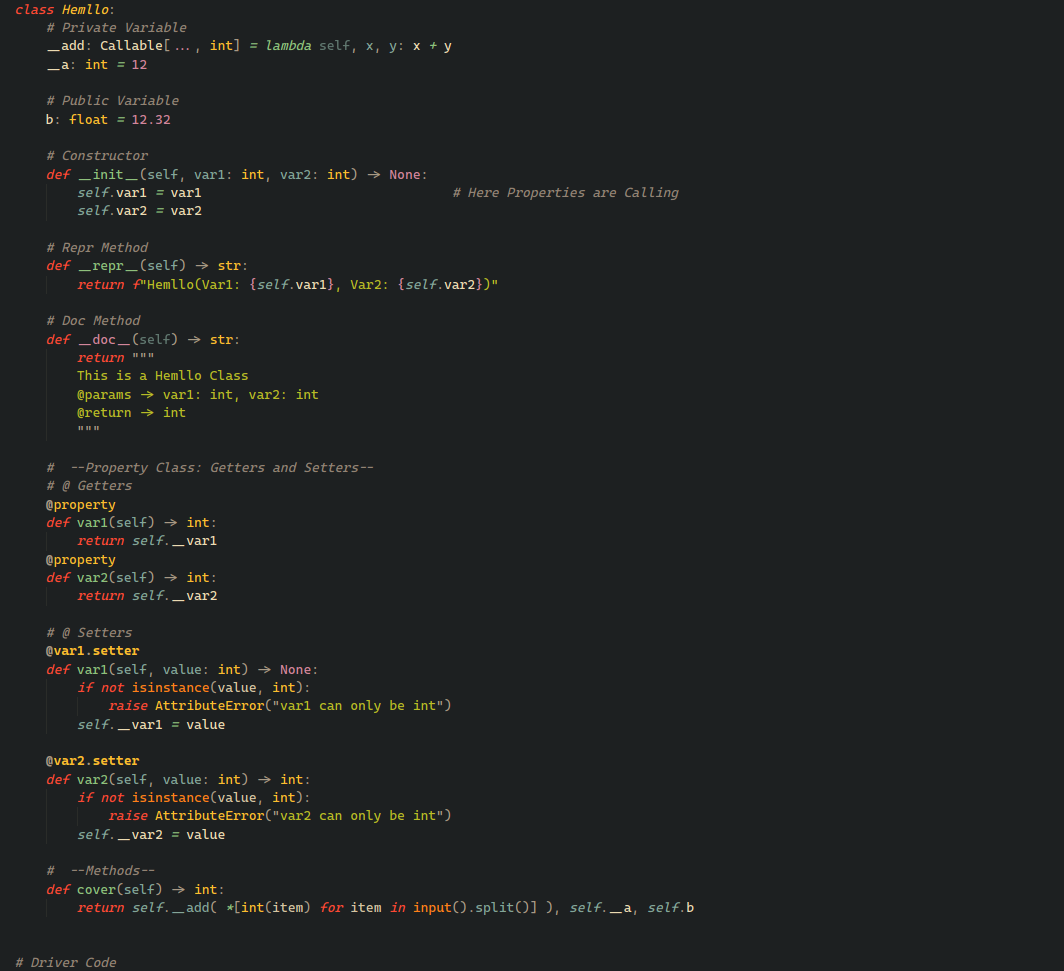 class Hemllo:
    # Private Variable
    __add: Callable[..., int] = lambda self, x, y: x + y
    __a: int = 12

    # Public Variable
    b: float = 12.32

    # Constructor
    def __init__(self, var1: int, var2: int) -> None:
        self.var1 = var1                                # Here Properties are Calling
        self.var2 = var2

    # Repr Method
    def __repr__(self) -> str:
        return f"Hemllo(Var1: {self.var1}, Var2: {self.var2})"

    # Doc Method
    def __doc__(self) -> str:
        return """
        This is a Hemllo Class
        @params -> var1: int, var2: int
        @return -> int
        """

    #  --Property Class: Getters and Setters--
    # @ Getters
    @property
    def var1(self) -> int:
        return self.__var1
    @property
    def var2(self) -> int:
        return self.__var2

    # @ Setters
    @var1.setter
    def var1(self, value: int) -> None:
        if not isinstance(value, int):
            raise AttributeError("var1 can only be int")
        self.__var1 = value

    @var2.setter
    def var2(self, value: int) -> int:
        if not isinstance(value, int):
            raise AttributeError("var2 can only be int")
        self.__var2 = value

    #  --Methods--
    def cover(self) -> int:
        return self.__add( *[int(item) for item in input().split()] ), self.__a, self.b


# Driver Code